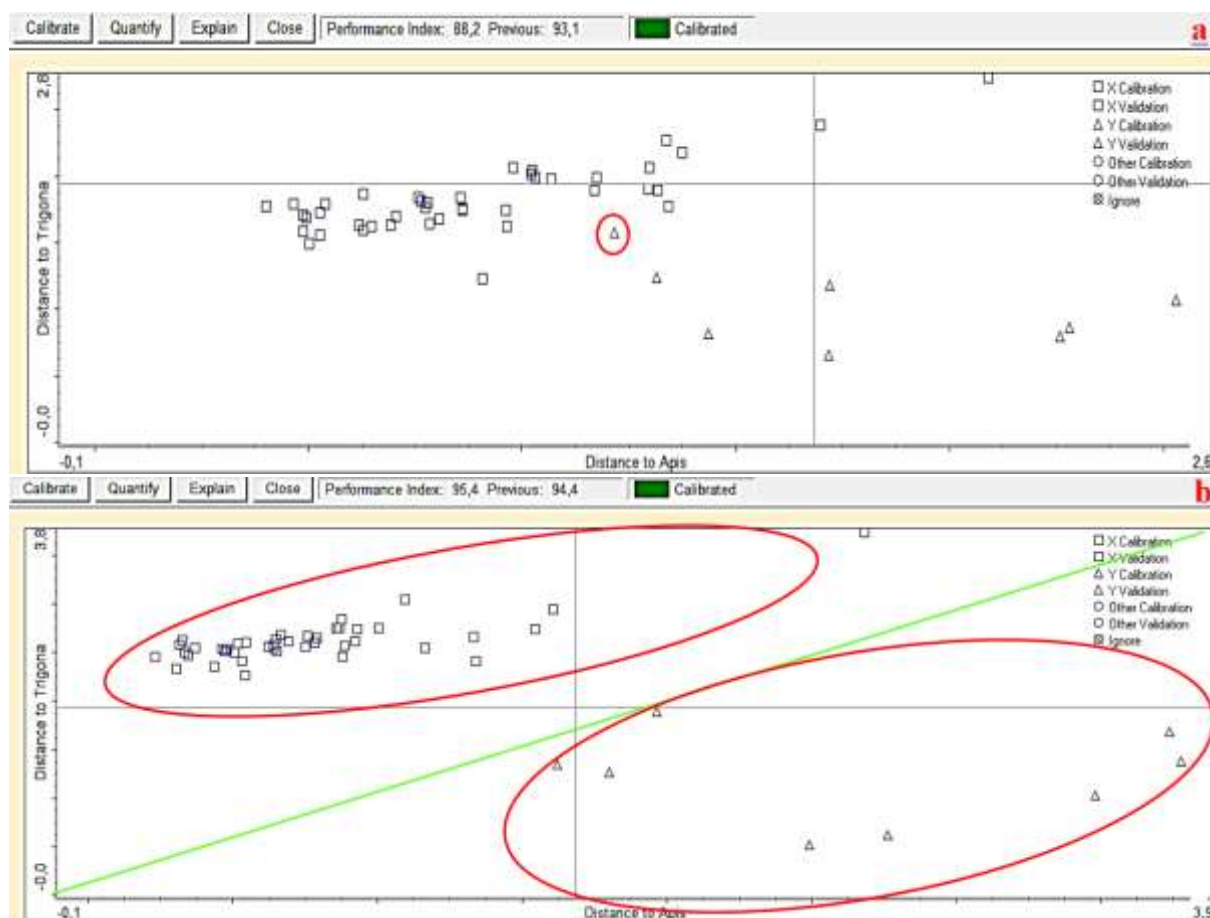 Calibrate Quantify Explain Close Performance Index: 88,2 Previous: 93,1 Calibrated a
2,8
X Calibration
X Validation
Y Calibration
Y Validation
Other Calibration
Other Validation
Ignore
Distance to Trigona
-0,0
-0,1 Distance to Apis 2,6
Calibrate Quantify Explain Close Performance Index: 95,4 Previous: 94,4 Calibrated b
3,8
X Calibration
X Validation
Y Calibration
Y Validation
Other Calibration
Other Validation
Ignore
Distance to Trigona
-0,0
-0,1 Distance to Apis